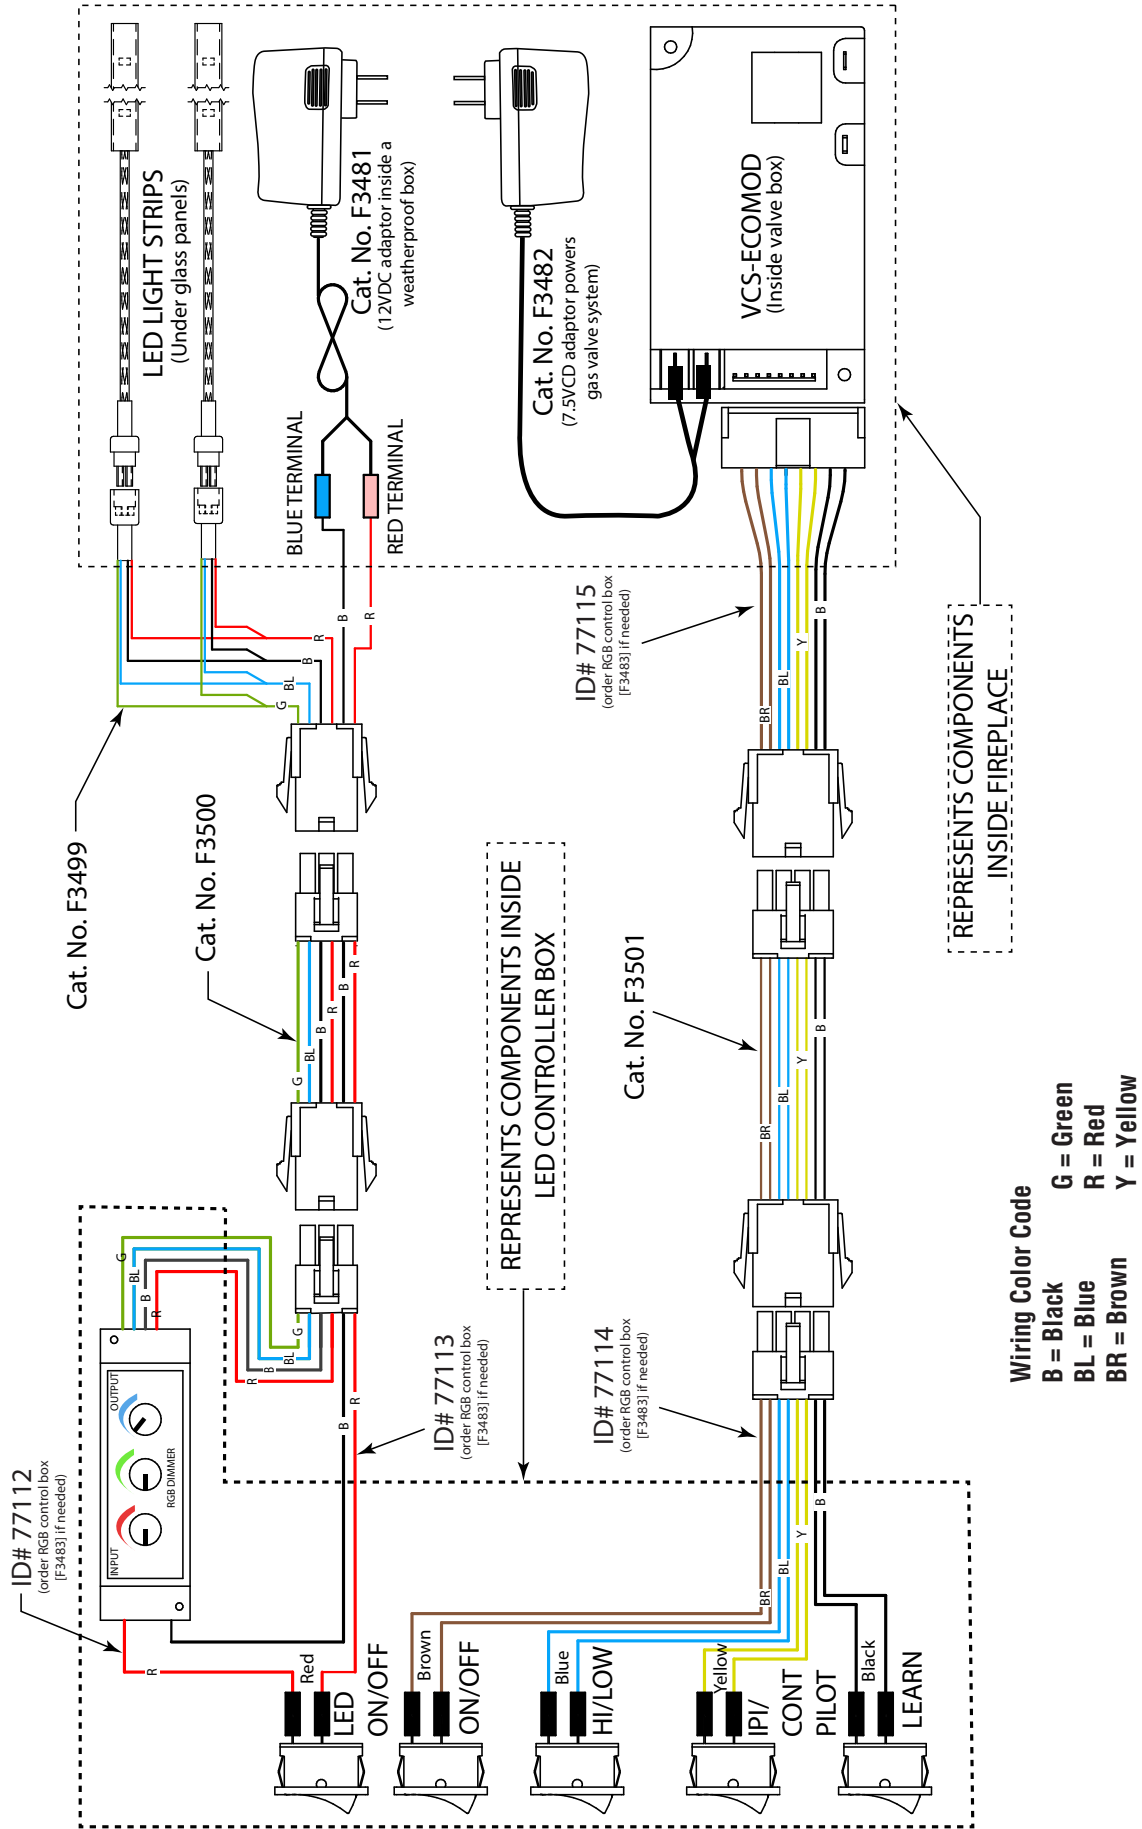 LED LIGHT STRIPS
(Under glass panels)
Cat. No. F3481
(12VDC adaptor inside a
weatherproof box)
Cat. No. F3482
(7.5VCD adaptor powers
gas valve system)
VCS-ECOMOD
(Inside valve box)
BLUE TERMINAL
RED TERMINAL
G
BL
B
R
B
R
Cat. No. F3499
Cat. No. F3500
ID# 77115
(order RGB control box
[F3483] if needed)
BR
BL
Y
B
REPRESENTS COMPONENTS
INSIDE FIREPLACE
G
BL
B
R
B
R
REPRESENTS COMPONENTS INSIDE
LED CONTROLLER BOX
Cat. No. F3501
BR
BL
Y
B
G
BL
B
R
G
BL
B
R
B
R
INPUT
OUTPUT
RGB DIMMER
ID# 77112
(order RGB control box
[F3483] if needed)
ID# 77113
(order RGB control box
[F3483] if needed)
ID# 77114
(order RGB control box
[F3483] if needed)
R
BR
BL
Y
B
Red
LED
ON/OFF
Brown
ON/OFF
Blue
HI/LOW
Yellow
IPI/
CONT
PILOT
Black
LEARN
Wiring Color Code
B = Black
BL = Blue
BR = Brown
G = Green
R = Red
Y = Yellow